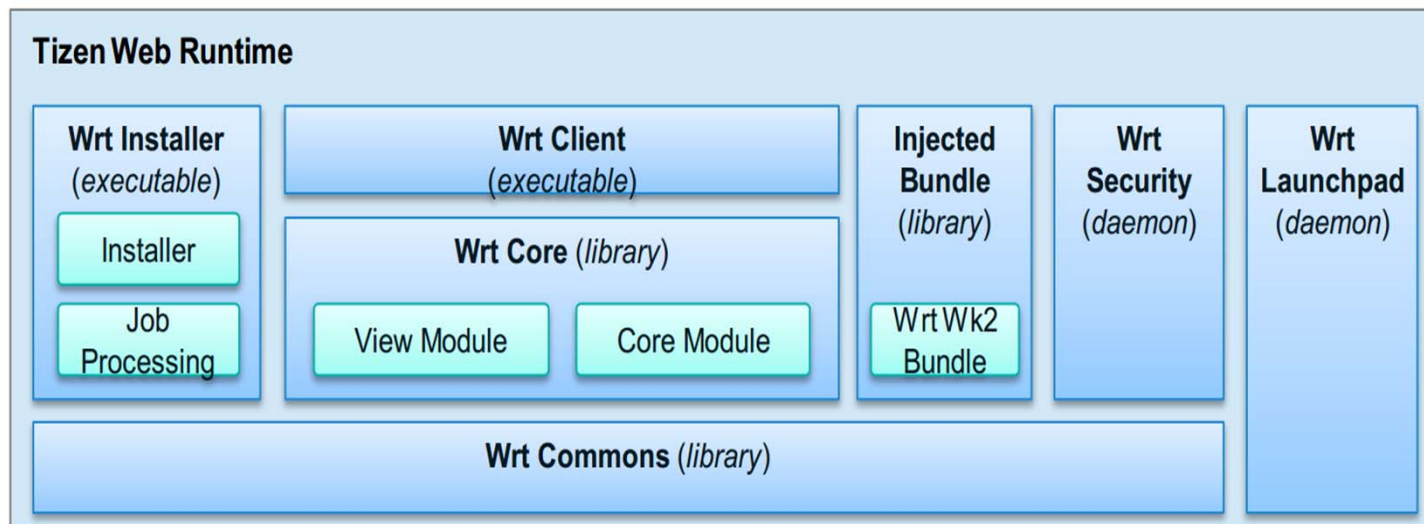 Tizen Web Runtime
Wrt Installer
(executable)
Installer
Job
Processing
Wrt Client
(executable)
Wrt Core (library)
View Module
Core Module
Injected
Bundle
(library)
Wrt Wk2
Bundle
Wrt
Security
(daemon)
Wrt
Launchpad
(daemon)
Wrt Commons (library)